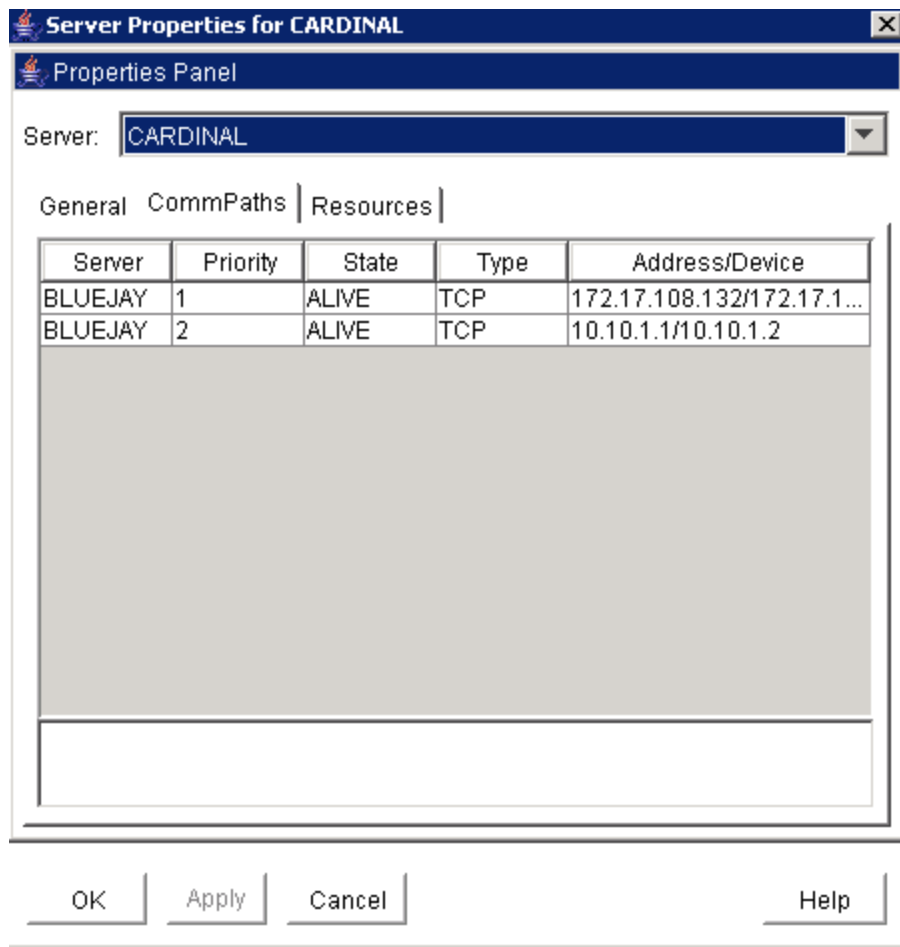 Server Properties for CARDINAL
Properties Panel
Server: CARDINAL
General CommPaths Resources
Server Priority State Type Address/Device
BLUEJAY 1 ALIVE TCP 172.17.108.132/172.17.1...
BLUEJAY 2 ALIVE TCP 10.10.1.1/10.10.1.2
OK Apply Cancel Help